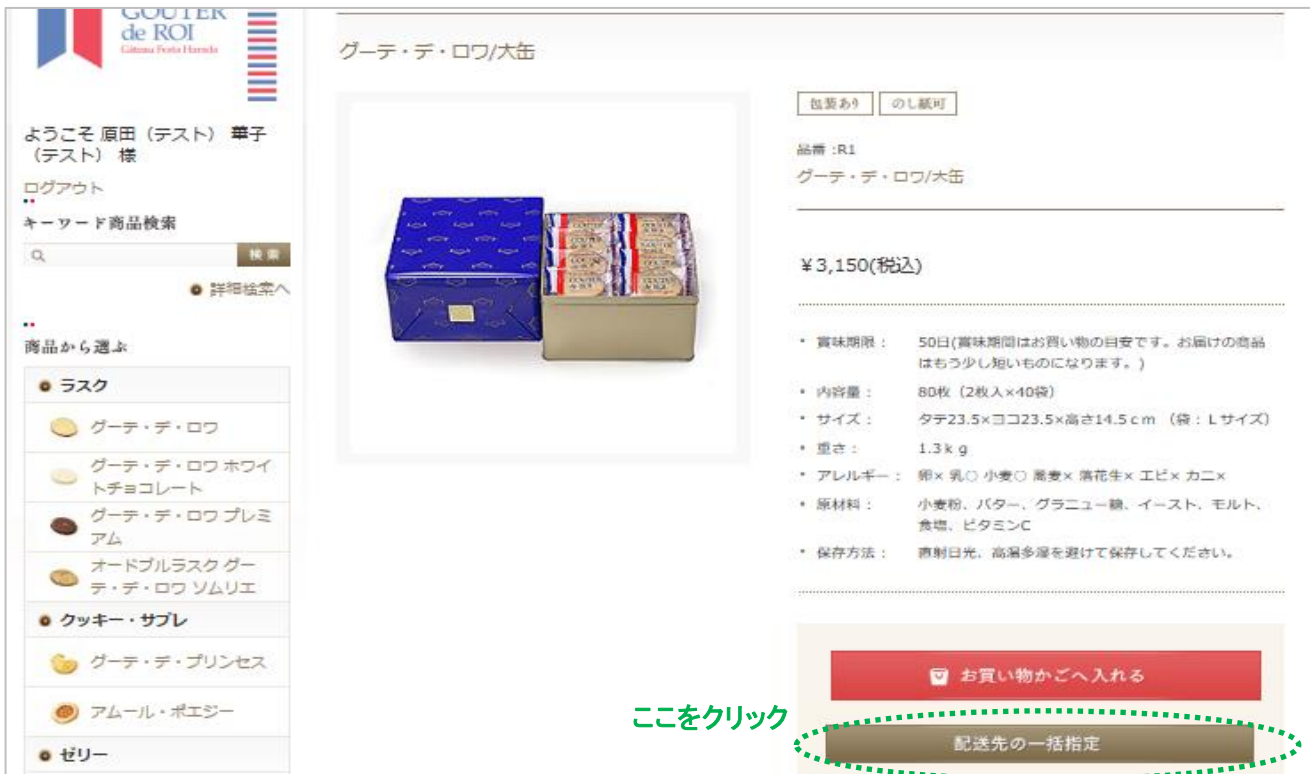 GOUTER
de ROI
Gâteau Festa Harada
ようこそ 原田（テスト） 華子
（テスト） 様
ログアウト
キーワード商品検索
検索
詳細検索へ
商品から選ぶ
ラスク
グーテ・デ・ロワ
グーテ・デ・ロワ ホワイ
トチョコレート
グーテ・デ・ロワ プレミ
アム
オードブルラスク グー
テ・デ・ロワ ソムリエ
クッキー・サブレ
グーテ・デ・プリンセス
アムール・ポエジー
ゼリー
グーテ・デ・ロワ/大缶
包装あり のし紙可
品番 :R1
グーテ・デ・ロワ/大缶
¥3,150(税込)
・ 賞味期限： 50日(賞味期間はお買い物の目安です。お届けの商品
はもう少し短いものになります。)
・ 内容量： 80枚（2枚入×40袋）
・ サイズ： タテ23.5×ヨコ23.5×高さ14.5ｃｍ （袋：Ｌサイズ）
・ 重さ： 1.3ｋｇ
・ アレルギー： 卵× 乳○ 小麦○ 蕎麦× 落花生× エビ× カニ×
・ 原材料： 小麦粉、バター、グラニュー糖、イースト、モルト、
食塩、ビタミンC
・ 保存方法： 直射日光、高温多湿を避けて保存してください。
お買い物かごへ入れる
ここをクリック
配送先の一括指定